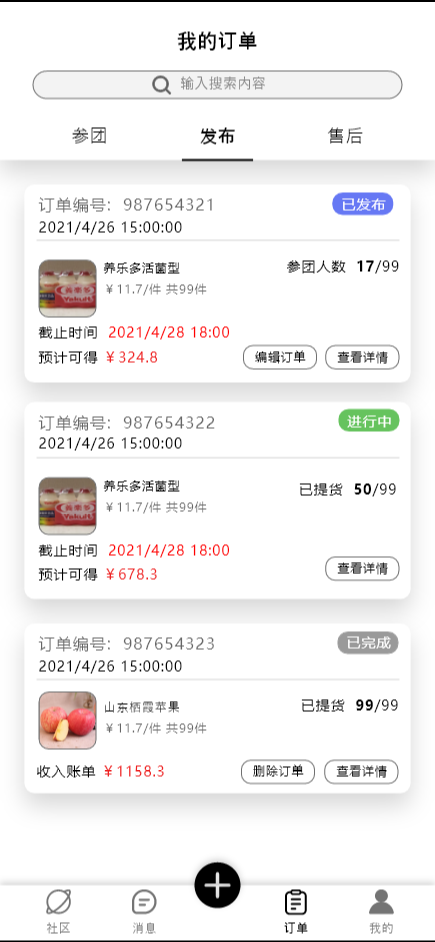 我的订单
输入搜索内容
参团 发布 售后
订单编号: 987654321 已发布
2021/4/26 15:00:00
养乐多活菌型 参团人数 17/99
￥11.7/件 共99件
截止时间 2021/4/28 18:00
预计可得 ￥324.8 编辑订单 查看详情
订单编号: 987654322 进行中
2021/4/26 15:00:00
养乐多活菌型 已提货 50/99
￥11.7/件 共99件
截止时间 2021/4/28 18:00
预计可得 ￥678.3 查看详情
订单编号: 987654323 已完成
2021/4/26 15:00:00
山东栖霞苹果 已提货 99/99
￥11.7/件 共99件
收入账单 ￥1158.3 删除订单 查看详情
社区 消息 订单 我的